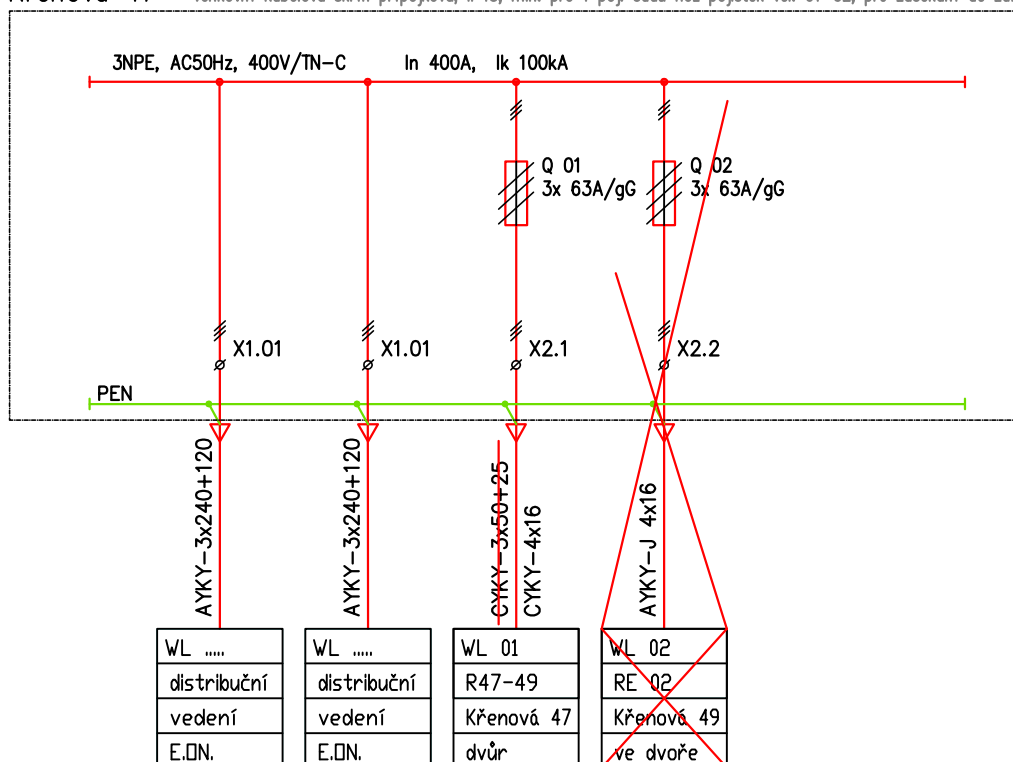 3NPE, AC50Hz, 400V/TN-C In 400A, Ik 100kA
Q 01
3x 63A/gG
Q 02
3x 63A/gG
X1.01
X1.01
X2.1
X2.2
PEN
AYKY-3x240+120
AYKY-3x240+120
CYKY-3x50+25
CYKY-4x16
AYKY-J 4x16
WL .....
distribuční
vedení
E.ON.
WL .....
distribuční
vedení
E.ON.
WL 01
R47-49
Křenová 47
dvůr
WL 02
RE 02
Křenová 49
ve dvoře